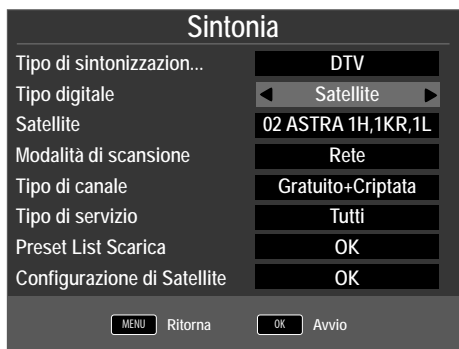 Sintonia
Tipo di sintonizzazion... DTV
Tipo digitale Satellite
Satellite 02 ASTRA 1H,1KR,1L
Modalità di scansione Rete
Tipo di canale Gratuito+Criptata
Tipo di servizio Tutti
Preset List Scarica OK
Configurazione di Satellite OK
MENU Ritorna OK Avvio